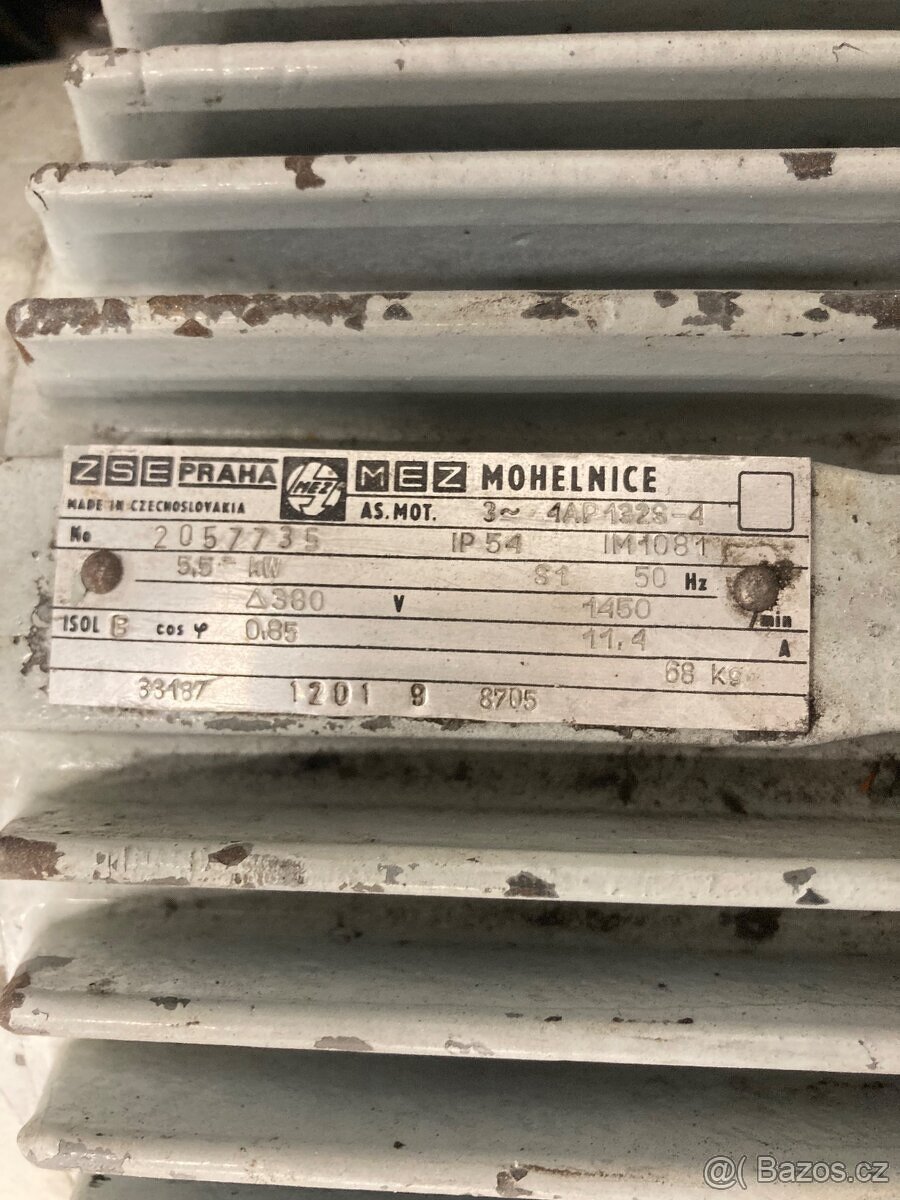 ZSE PRAHA MEZ MEZ MOHELNICE
MADE IN CZECHOSLOVAKIA AS. MOT. 3~ 4AP132S-4
No 2057735 IP 54 IM1081
5,5 kW S1 50 Hz
△380 V 1450 /min
ISOL B cos φ 0,85 11,4 A
68 kg
33187 1201 9 8705
@( Bazos.cz